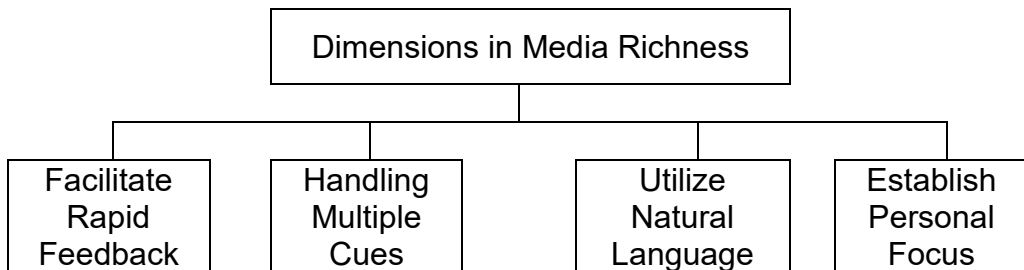 Dimensions in Media Richness
Facilitate
Rapid
Feedback
Handling
Multiple
Cues
Utilize
Natural
Language
Establish
Personal
Focus